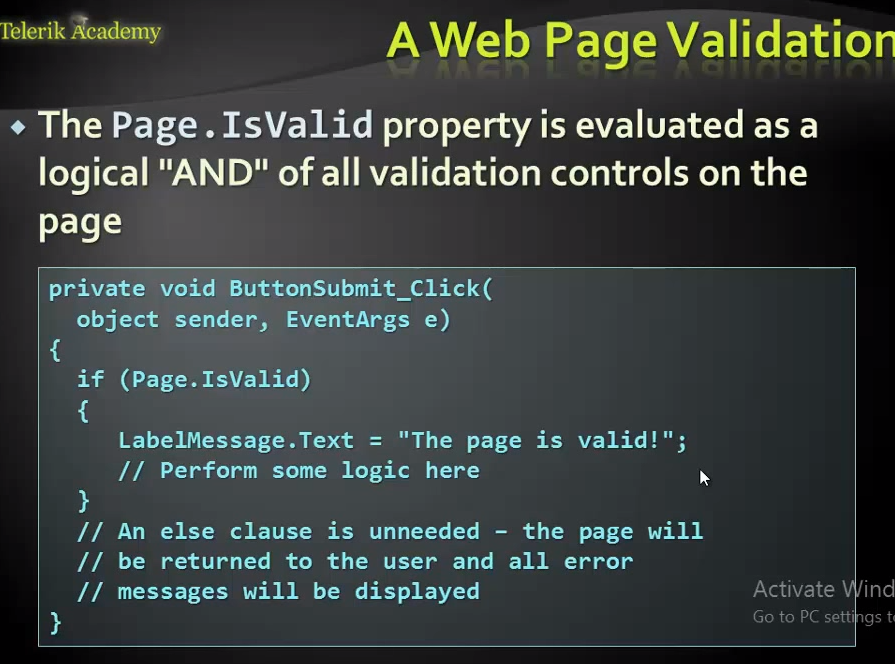 Telerik Academy
A Web Page Validation
The Page.IsValid property is evaluated as a
logical "AND" of all validation controls on the
page
private void ButtonSubmit_Click(
object sender, EventArgs e)
{
if (Page.IsValid)
{
LabelMessage.Text = "The page is valid!";
// Perform some logic here
}
// An else clause is unneeded – the page will
// be returned to the user and all error
// messages will be displayed
}
Activate Wind
Go to PC settings t